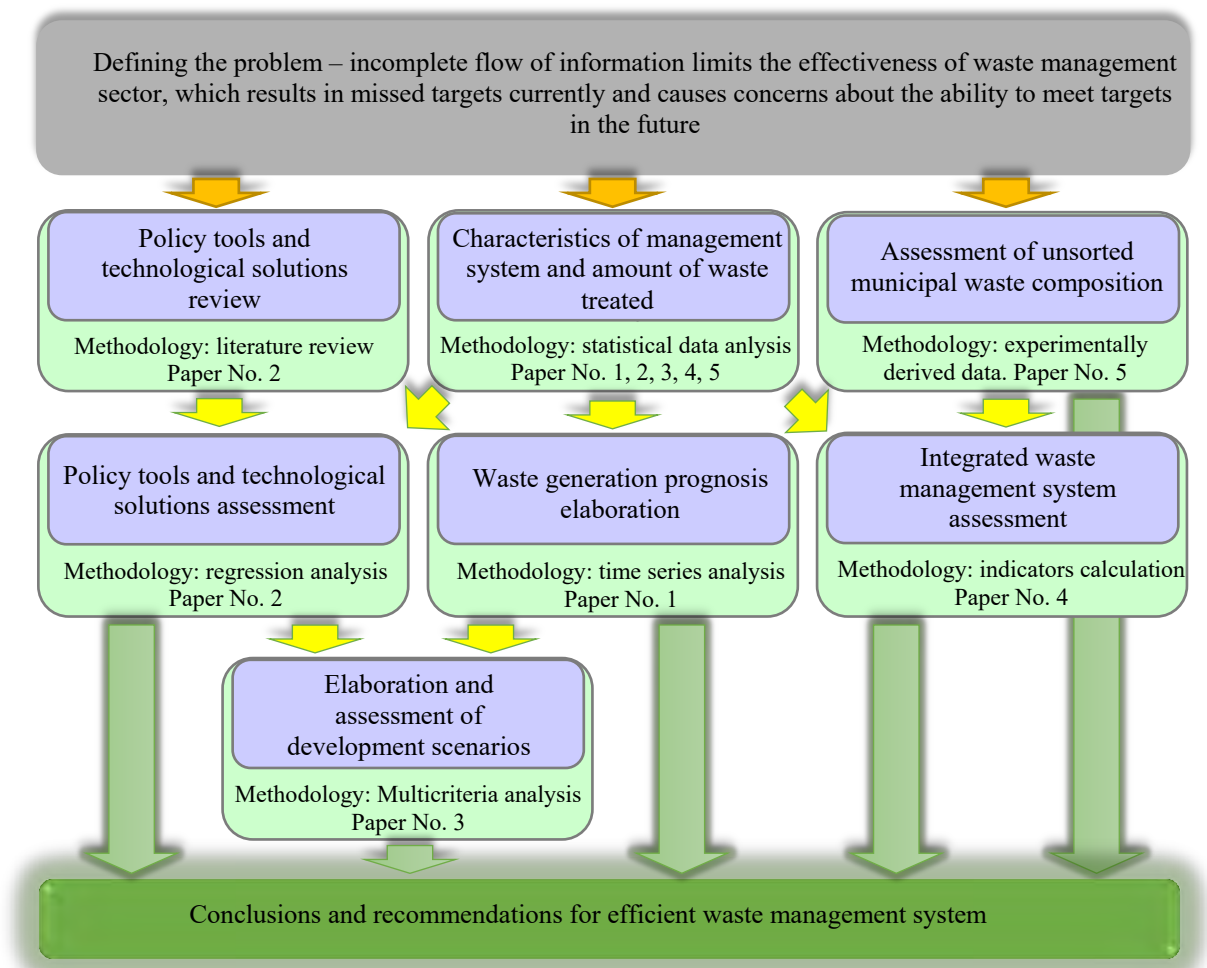 Defining the problem – incomplete flow of information limits the effectiveness of waste management
sector, which results in missed targets currently and causes concerns about the ability to meet targets
in the future
Policy tools and
technological solutions
review
Methodology: literature review
Paper No. 2
Characteristics of management
system and amount of waste
treated
Methodology: statistical data anlysis
Paper No. 1, 2, 3, 4, 5
Assessment of unsorted
municipal waste composition
Methodology: experimentally
derived data. Paper No. 5
Policy tools and technological
solutions assessment
Methodology: regression analysis
Paper No. 2
Waste generation prognosis
elaboration
Methodology: time series analysis
Paper No. 1
Integrated waste
management system
assessment
Methodology: indicators calculation
Paper No. 4
Elaboration and
assessment of
development scenarios
Methodology: Multicriteria analysis
Paper No. 3
Conclusions and recommendations for efficient waste management system